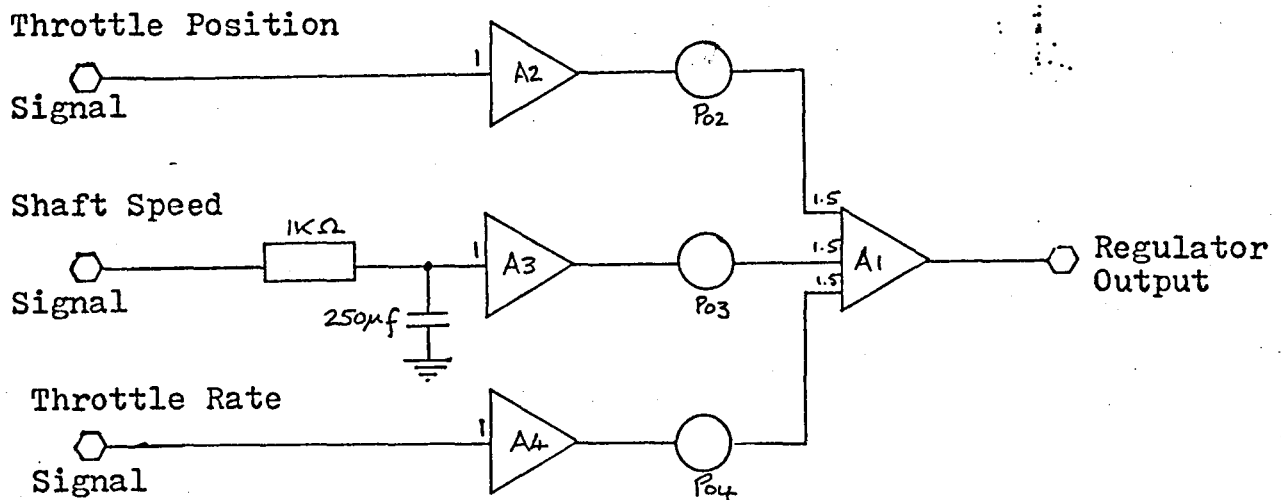 Throttle Position
Signal
1
A2
Po2
Shaft Speed
Signal
1KΩ
250μf
1
A3
Po3
1.5
1.5
1.5
A1
Regulator
Output
Throttle Rate
Signal
1
A4
Po4